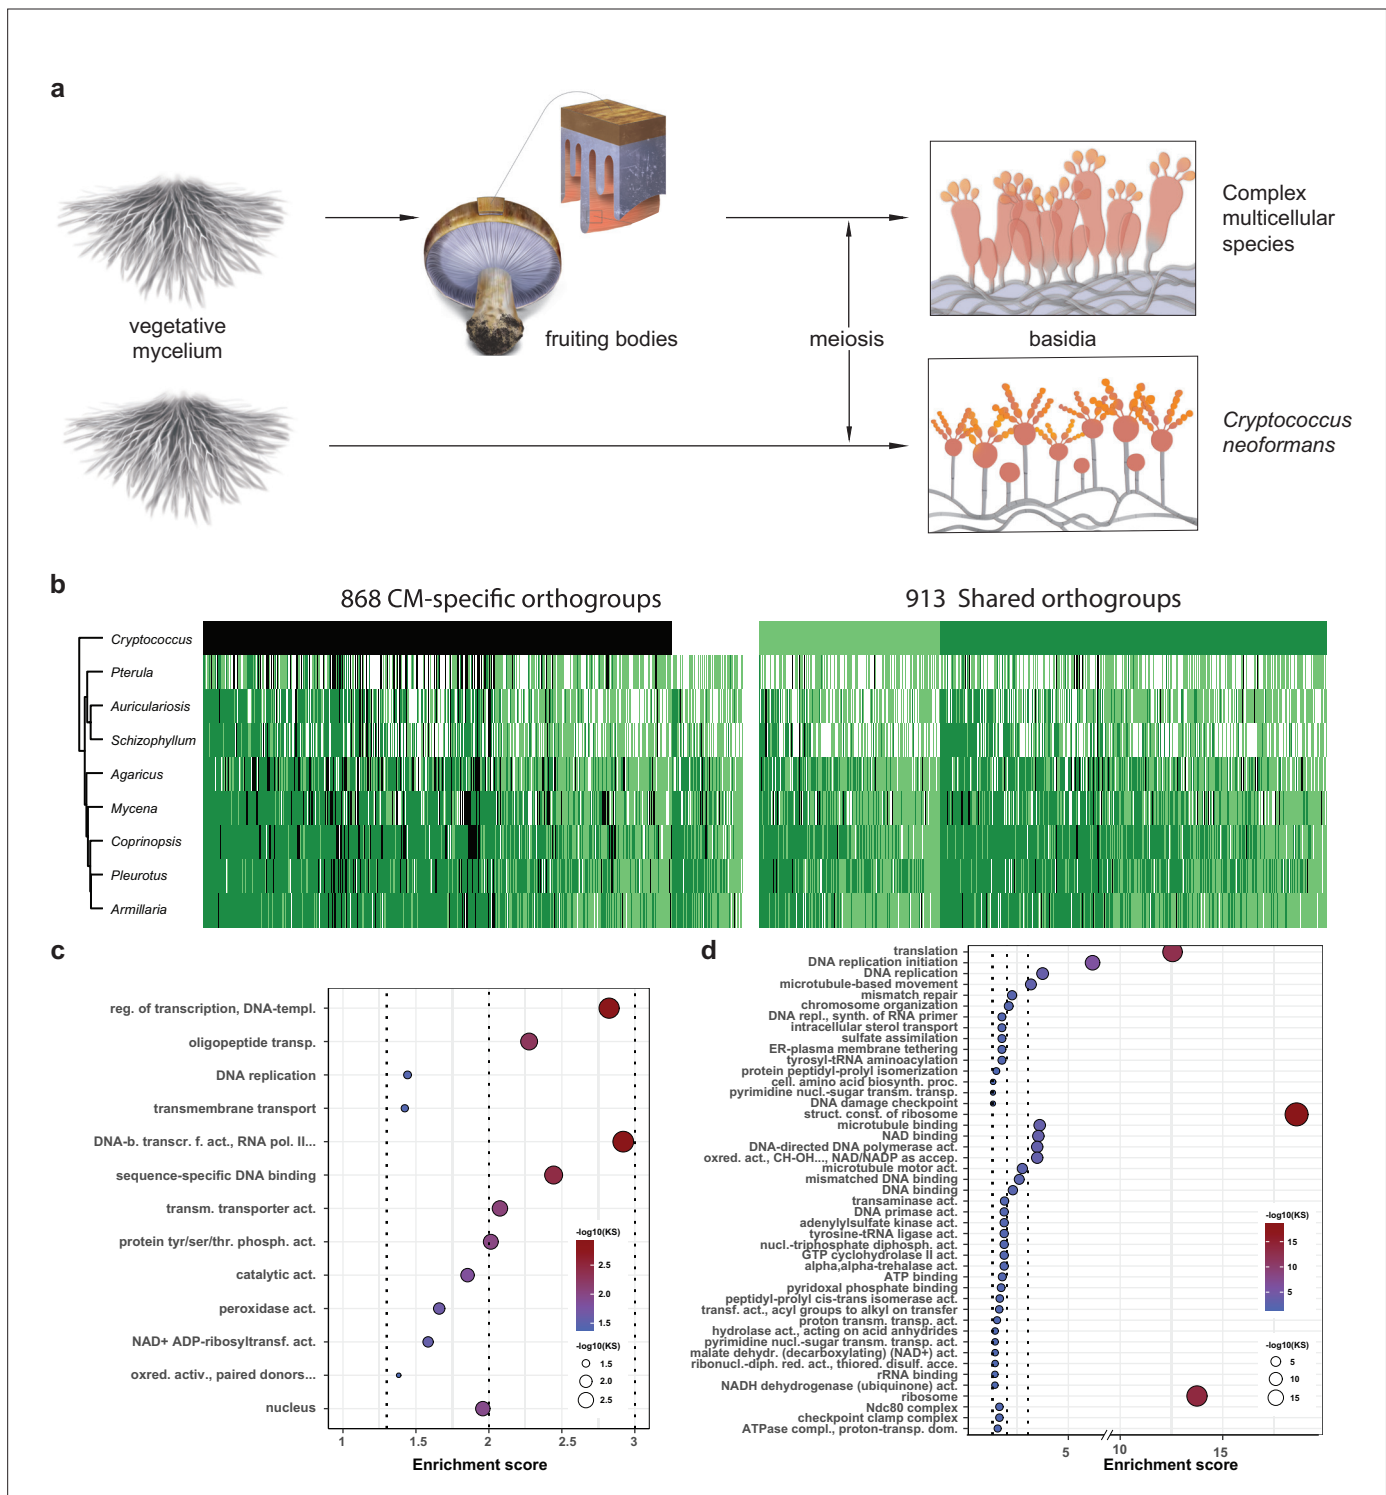 a
vegetative
mycelium
fruiting bodies
meiosis
basidia
Complex
multicellular
species
Cryptococcus
neoformans
b
868 CM-specific orthogroups
913 Shared orthogroups
Cryptococcus
Pterula
Auriculariosis
Schizophyllum
Agaricus
Mycena
Coprinopsis
Pleurotus
Armillaria
c
reg. of transcription, DNA-templ.
oligopeptide transp.
DNA replication
transmembrane transport
DNA-b. transcr. f. act., RNA pol. II...
sequence-specific DNA binding
transm. transporter act.
protein tyr/ser/thr. phosph. act.
catalytic act.
peroxidase act.
NAD+ ADP-ribosyltransf. act.
oxred. activ., paired donors...
nucleus
-log10(KS)
2.5
2.0
1.5
-log10(KS)
1.5
2.0
2.5
1 1.5 2 2.5 3
Enrichment score
d
translation
DNA replication initiation
DNA replication
microtubule-based movement
mismatch repair
chromosome organization
DNA repl., synth. of RNA primer
intracellular sterol transport
sulfate assimilation
ER-plasma membrane tethering
tyrosyl-tRNA aminoacylation
protein peptidyl-prolyl isomerization
cell. amino acid biosynth. proc.
pyrimidine nucl.-sugar transm. transp.
DNA damage checkpoint
struct. const. of ribosome
microtubule binding
NAD binding
DNA-directed DNA polymerase act.
oxred. act., CH-OH..., NAD/NADP as accep.
microtubule motor act.
mismatched DNA binding
DNA binding
transaminase act.
DNA primase act.
adenylylsulfate kinase act.
tyrosine-tRNA ligase act.
nucl.-triphosphate diphosph. act.
GTP cyclohydrolase II act.
alpha,alpha-trehalase act.
ATP binding
pyridoxal phosphate binding
peptidyl-prolyl cis-trans isomerase act.
transf. act., acyl groups to alkyl on transfer
proton transm. transp. act.
hydrolase act., acting on acid anhydrides
pyrimidine nucl.-sugar transm. transp. act.
malate dehydr. (decarboxylating) (NAD+) act.
ribonucl.-diph. red. act., thiored. disulf. acce.
rRNA binding
NADH dehydrogenase (ubiquinone) act.
ribosome
Ndc80 complex
checkpoint clamp complex
ATPase compl., proton-transp. dom.
-log10(KS)
15
10
5
-log10(KS)
5
10
15
5 10 15
Enrichment score